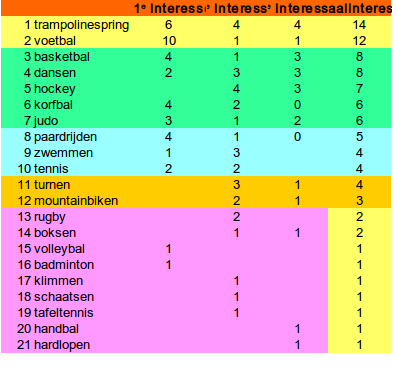 1e Interess 3 Interess 3 Interessaal Interes
1 trampolinespring 6 4 4 14
2 voetbal 10 1 1 12
3 basketbal 4 1 3 8
4 dansen 2 3 3 8
5 hockey 4 3 7
6 korfbal 4 2 0 6
7 judo 3 1 2 6
8 paardrijden 4 1 0 5
9 zwemmen 1 3 4
10 tennis 2 2 4
11 turnen 3 1 4
12 mountainbiken 2 1 3
13 rugby 2 2
14 boksen 1 1 2
15 volleybal 1 1
16 badminton 1 1
17 klimmen 1 1
18 schaatsen 1 1
19 tafeltennis 1 1
20 handbal 1 1
21 hardlopen 1 1